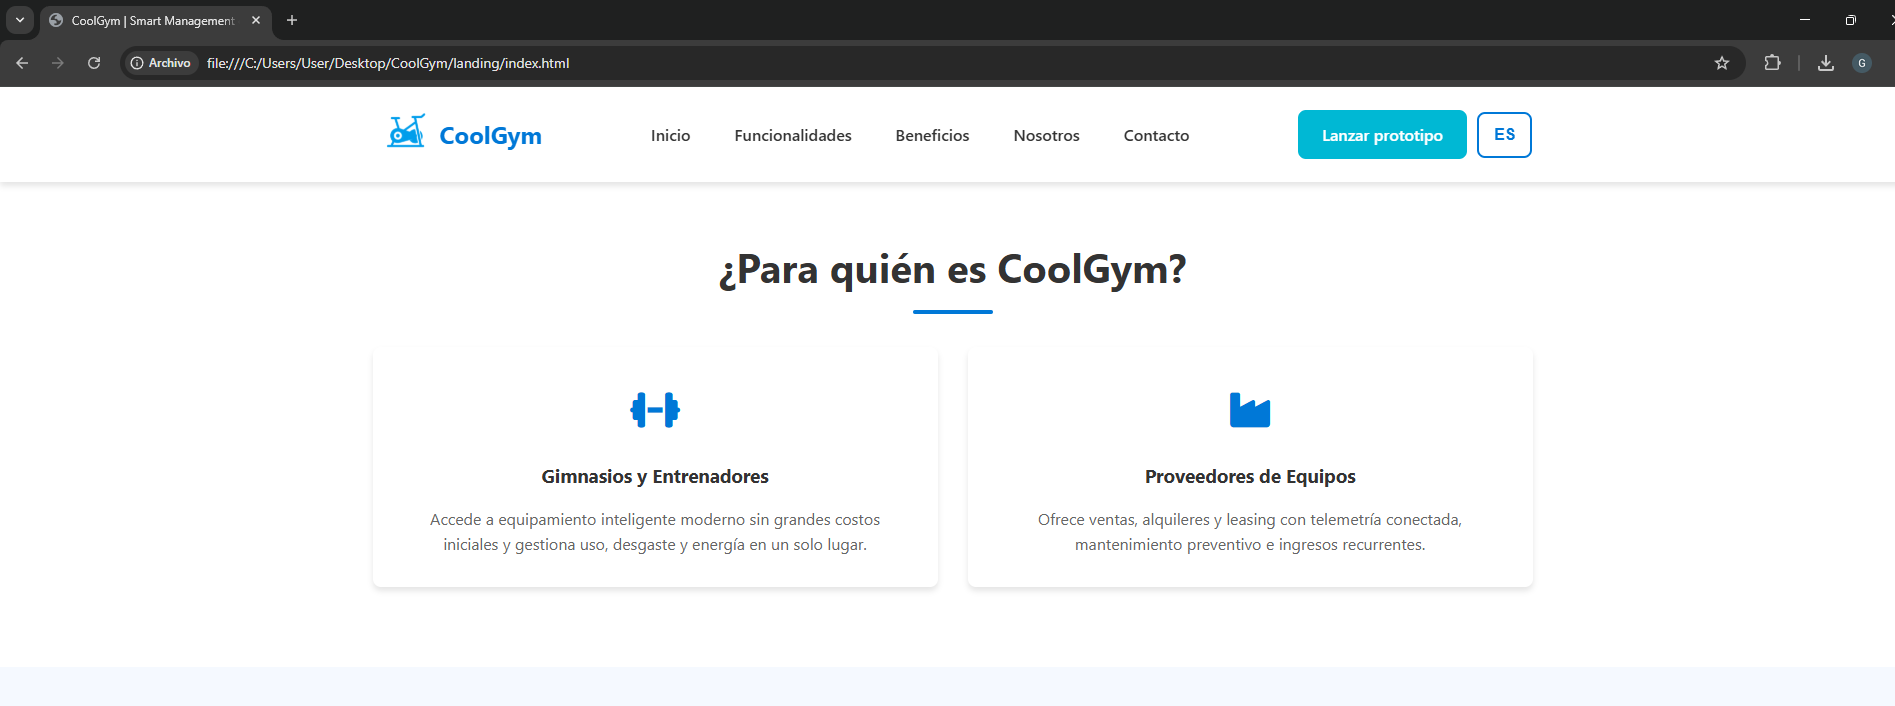 CoolGym | Smart Management
Archivo
file:///C:/Users/User/Desktop/CoolGym/landing/index.html
G
CoolGym
Inicio
Funcionalidades
Beneficios
Nosotros
Contacto
Lanzar prototipo
ES
¿Para quién es CoolGym?
Gimnasios y Entrenadores
Accede a equipamiento inteligente moderno sin grandes costos
iniciales y gestiona uso, desgaste y energía en un solo lugar.
Proveedores de Equipos
Ofrece ventas, alquileres y leasing con telemetría conectada,
mantenimiento preventivo e ingresos recurrentes.